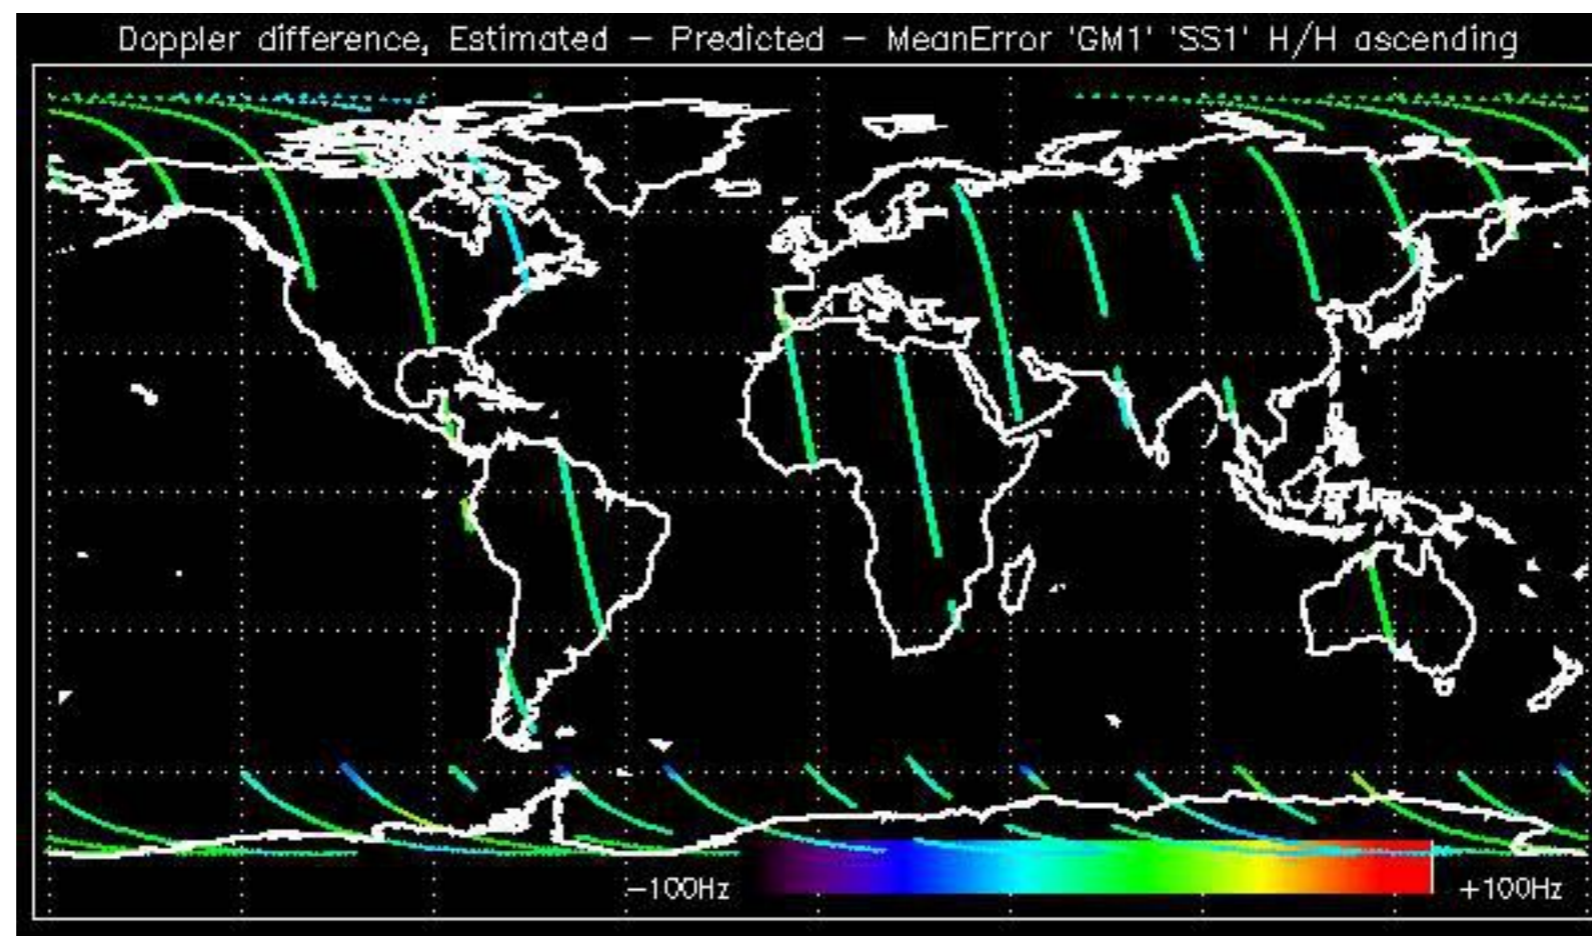 Doppler difference, Estimated – Predicted – MeanError 'GM1' 'SS1' H/H ascending
–100Hz
+100Hz